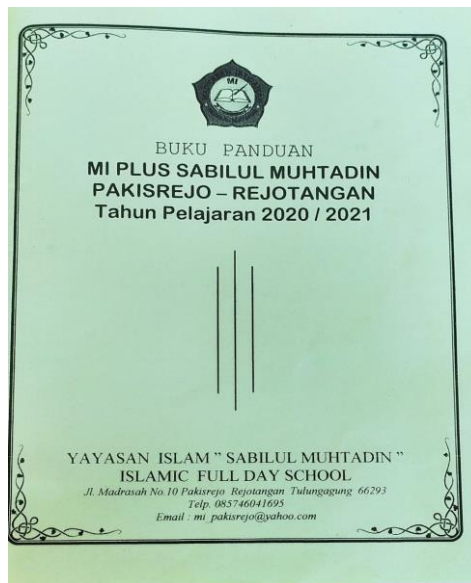 MI
BUKU PANDUAN
MI PLUS SABILUL MUHTADIN
PAKISREJO – REJOTANGAN
Tahun Pelajaran 2020 / 2021
YAYASAN ISLAM " SABILUL MUHTADIN "
ISLAMIC FULL DAY SCHOOL
Jl. Madrasah No.10 Pakisrejo Rejotangan Tulungagung 66293
Telp. 085746041695
Email : mi_pakisrejo@yahoo.com